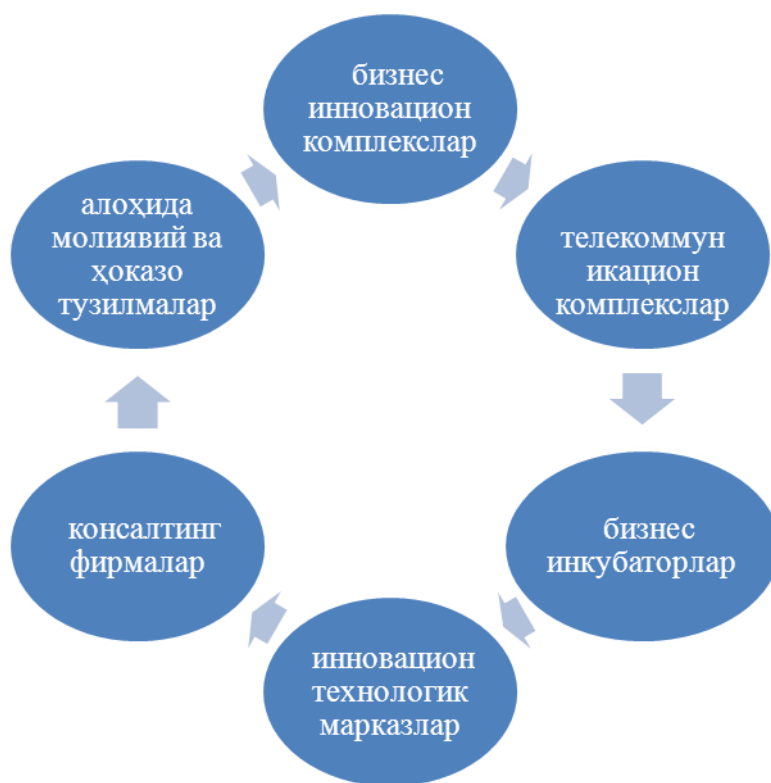 бизнес
инновацион
комплекслар
телекоммун
икацион
комплекслар
бизнес
инкубаторлар
инновацион
технологик
марказлар
консалтинг
фирмалар
алоҳида
молиявий ва
ҳоказо
тузилмалар